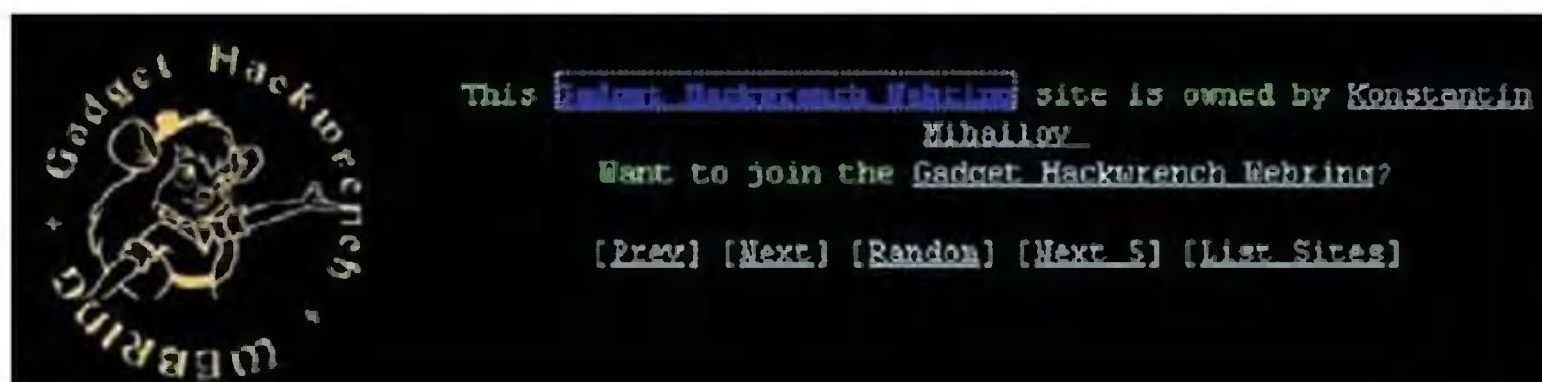 Gadget Hackwrench
WEBRING
This Gadget Hackwrench Webring site is owned by Konstantin
Mihailov
Want to join the Gadget Hackwrench Webring?
[Prev] [Next] [Random] [Next 5] [List Sites]